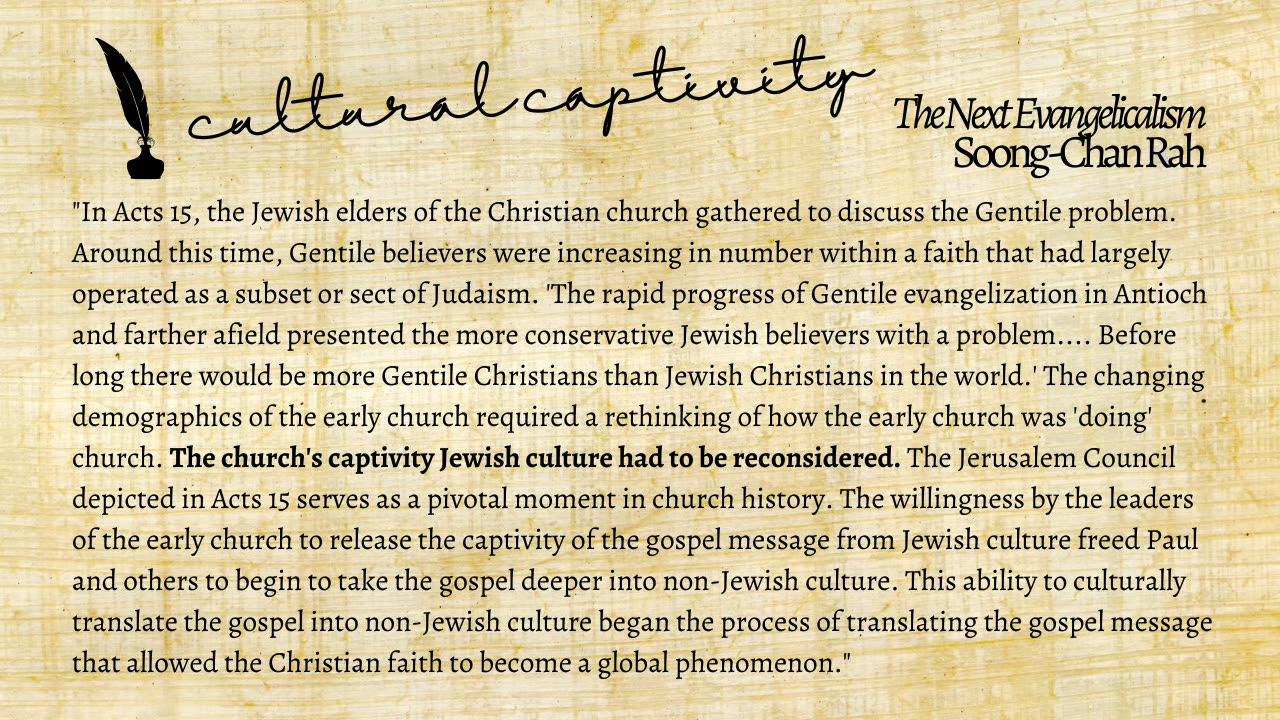 cultural captivity
The Next Evangelicalism
Soong-Chan Rah
"In Acts 15, the Jewish elders of the Christian church gathered to discuss the Gentile problem.
Around this time, Gentile believers were increasing in number within a faith that had largely
operated as a subset or sect of Judaism. 'The rapid progress of Gentile evangelization in Antioch
and farther afield presented the more conservative Jewish believers with a problem.... Before
long there would be more Gentile Christians than Jewish Christians in the world.' The changing
demographics of the early church required a rethinking of how the early church was 'doing'
church. The church's captivity Jewish culture had to be reconsidered. The Jerusalem Council
depicted in Acts 15 serves as a pivotal moment in church history. The willingness by the leaders
of the early church to release the captivity of the gospel message from Jewish culture freed Paul
and others to begin to take the gospel deeper into non-Jewish culture. This ability to culturally
translate the gospel into non-Jewish culture began the process of translating the gospel message
that allowed the Christian faith to become a global phenomenon."